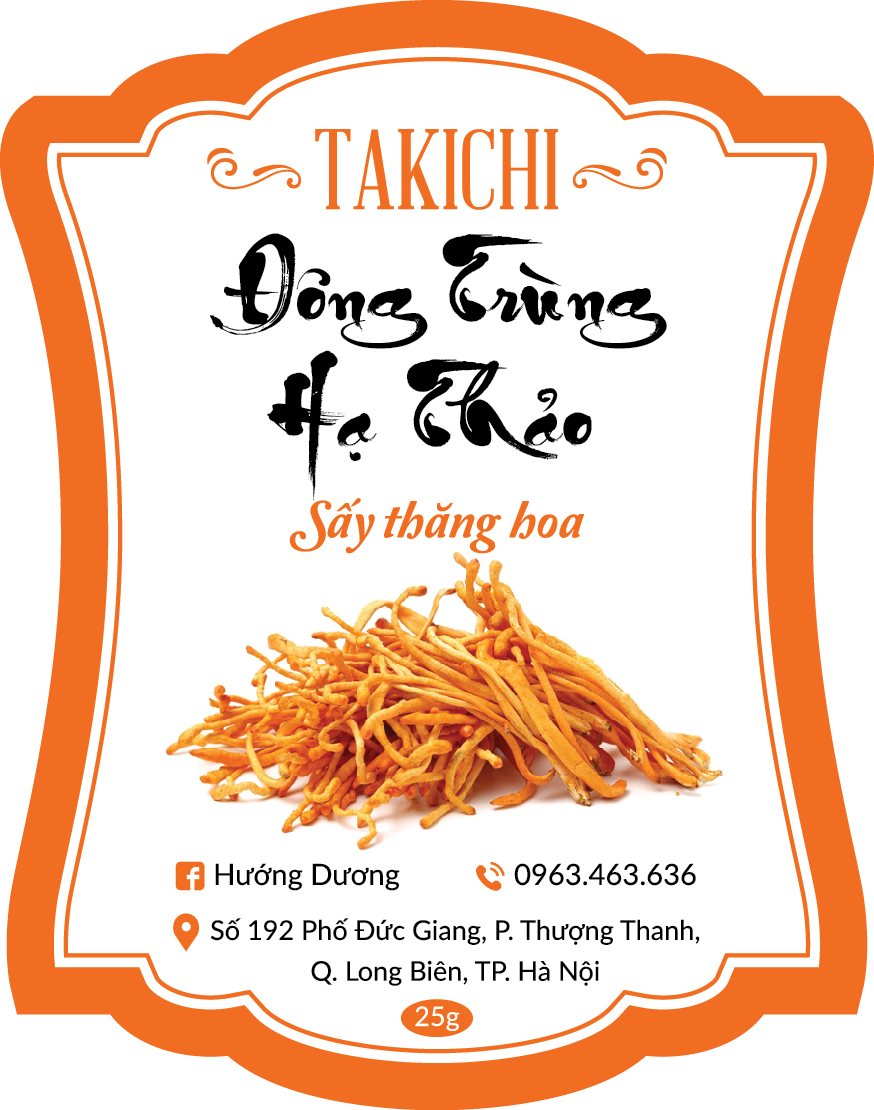 TAKICHI
Đông Trùng
Hạ Thảo
Sấy thăng hoa
Hướng Dương
0963.463.636
Số 192 Phố Đức Giang, P. Thượng Thanh,
Q. Long Biên, TP. Hà Nội
25g